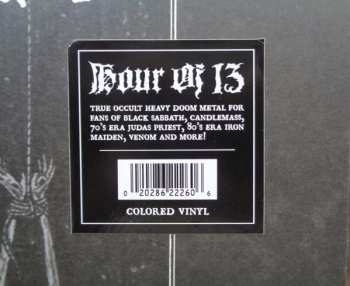 Hour Of 13
TRUE OCCULT HEAVY DOOM METAL FOR
FANS OF BLACK SABBATH, CANDLEMASS,
70'S ERA JUDAS PRIEST, 80'S ERA IRON
MAIDEN, VENOM AND MORE!
0 20286 22260 6
COLORED VINYL